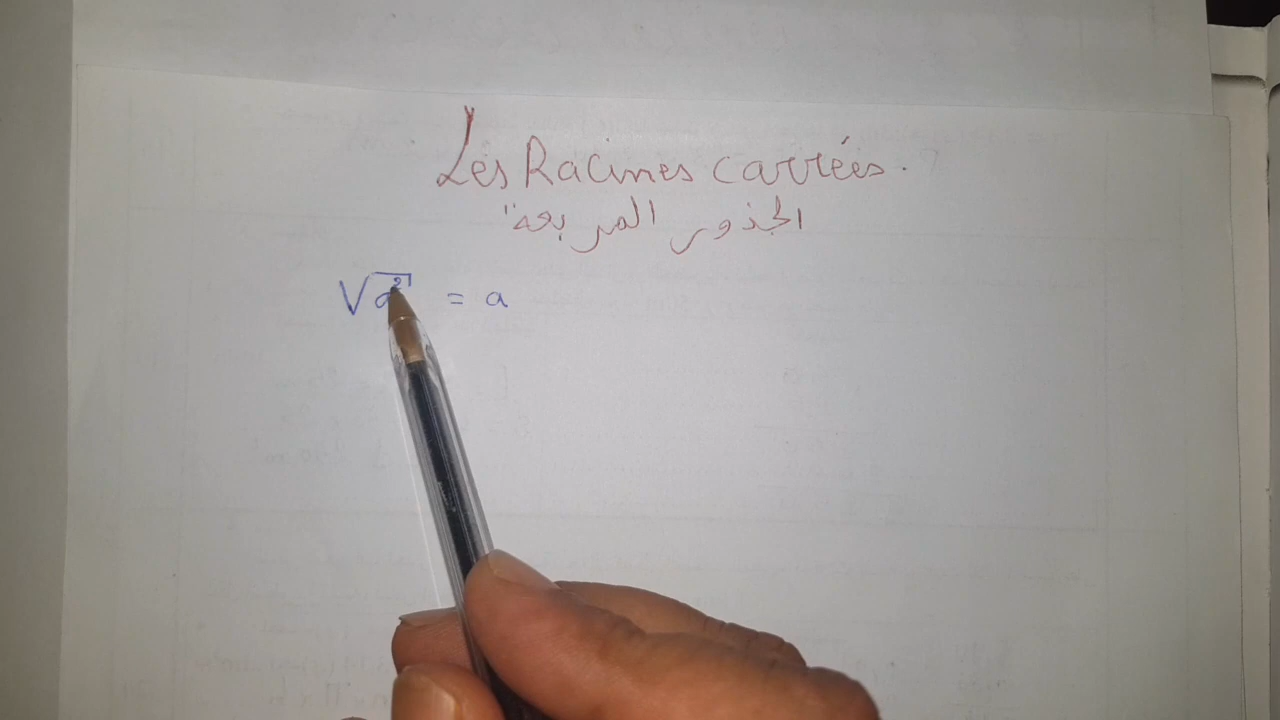 Les Racines carrées.
الجذور المربعة
√a² = a